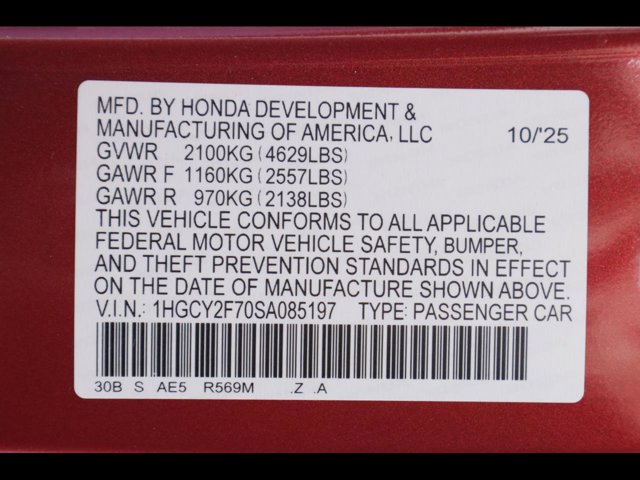 MFD. BY HONDA DEVELOPMENT &
MANUFACTURING OF AMERICA, LLC 10/'25
GVWR 2100KG (4629LBS)
GAWR F 1160KG (2557LBS)
GAWR R 970KG (2138LBS)
THIS VEHICLE CONFORMS TO ALL APPLICABLE
FEDERAL MOTOR VEHICLE SAFETY, BUMPER,
AND THEFT PREVENTION STANDARDS IN EFFECT
ON THE DATE OF MANUFACTURE SHOWN ABOVE.
V.I.N.: 1HGCY2F70SA085197 TYPE: PASSENGER CAR
30B S AE5 R569M .Z .A